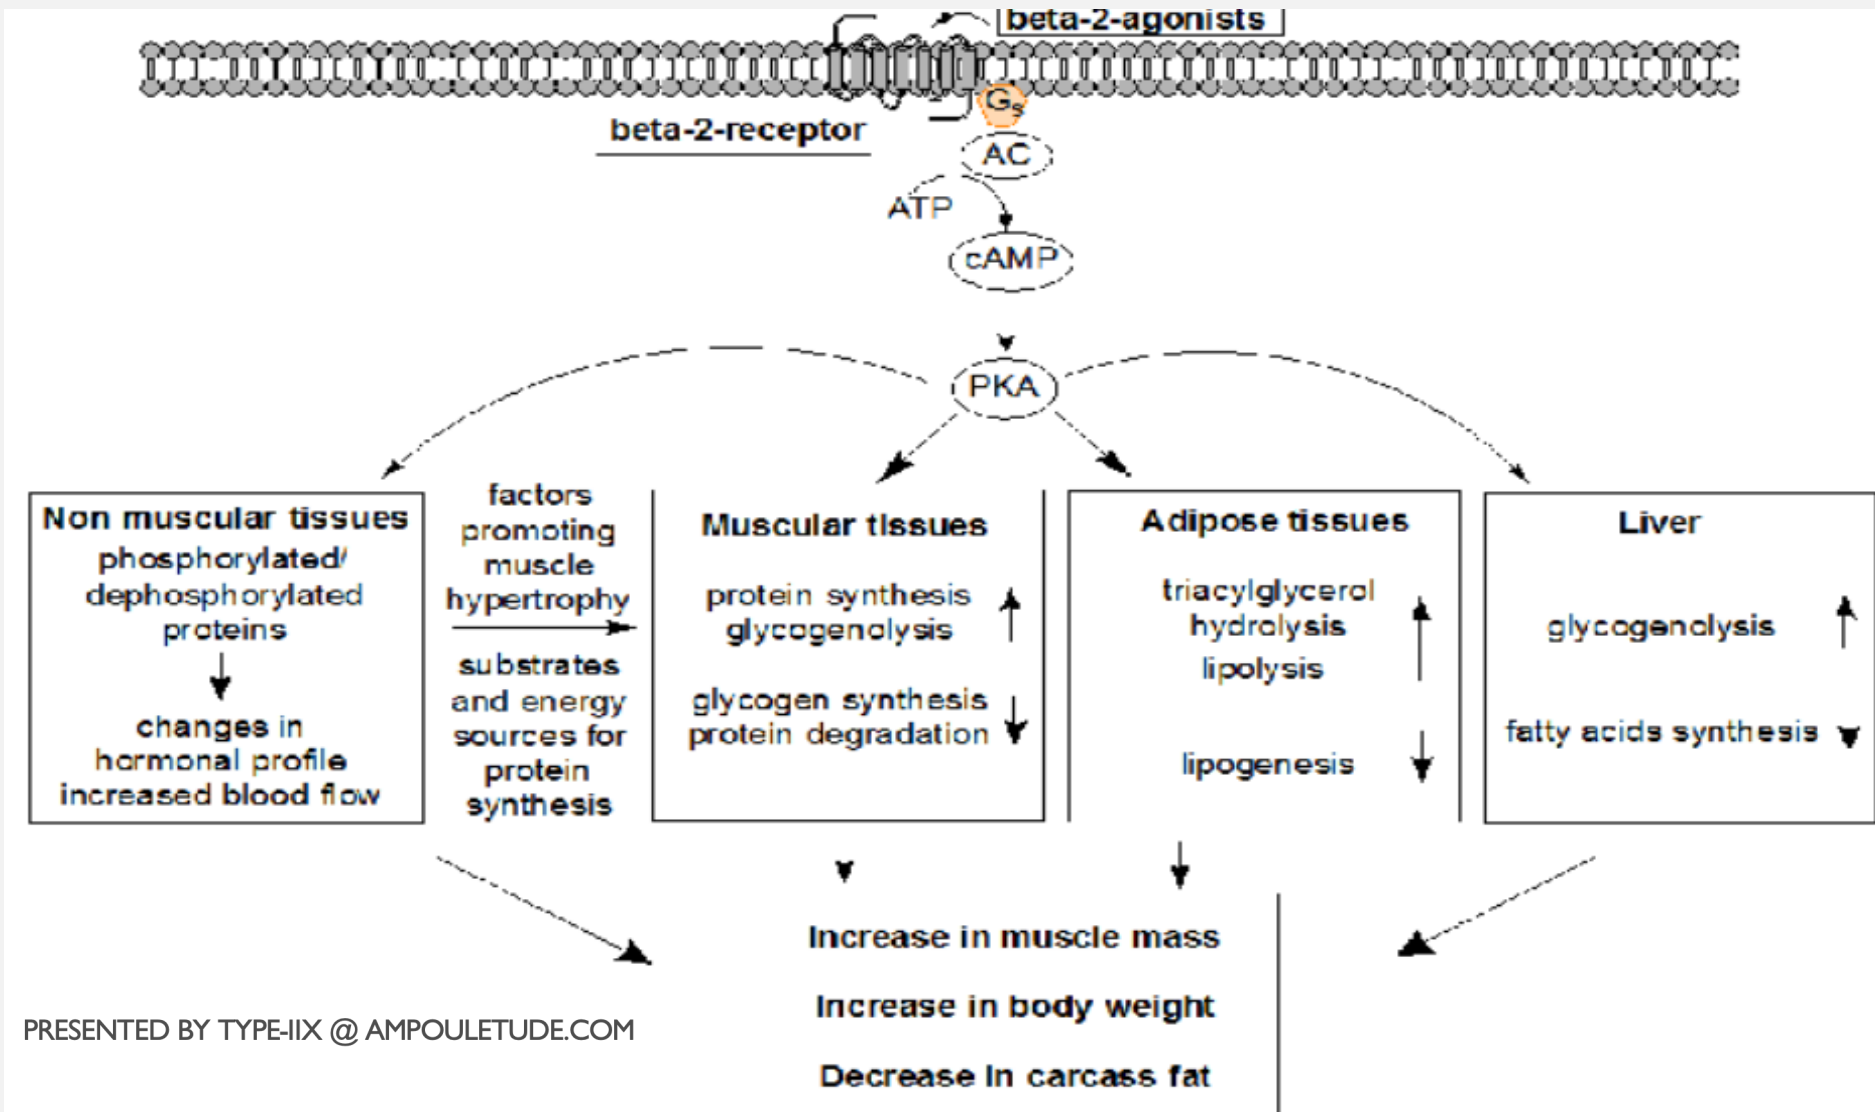 beta-2-agonists
Gs
beta-2-receptor
AC
ATP
cAMP
PKA
Non muscular tissues
phosphorylated/
dephosphorylated
proteins
changes in
hormonal profile
increased blood flow
factors
promoting
muscle
hypertrophy
substrates
and energy
sources for
protein
synthesis
Muscular tissues
protein synthesis
glycogenolysis
glycogen synthesis
protein degradation
Adipose tissues
triacylglycerol
hydrolysis
lipolysis
lipogenesis
Liver
glycogenolysis
fatty acids synthesis
Increase in muscle mass
Increase in body weight
Decrease in carcass fat
PRESENTED BY TYPE-IIX @ AMPOULETUDE.COM